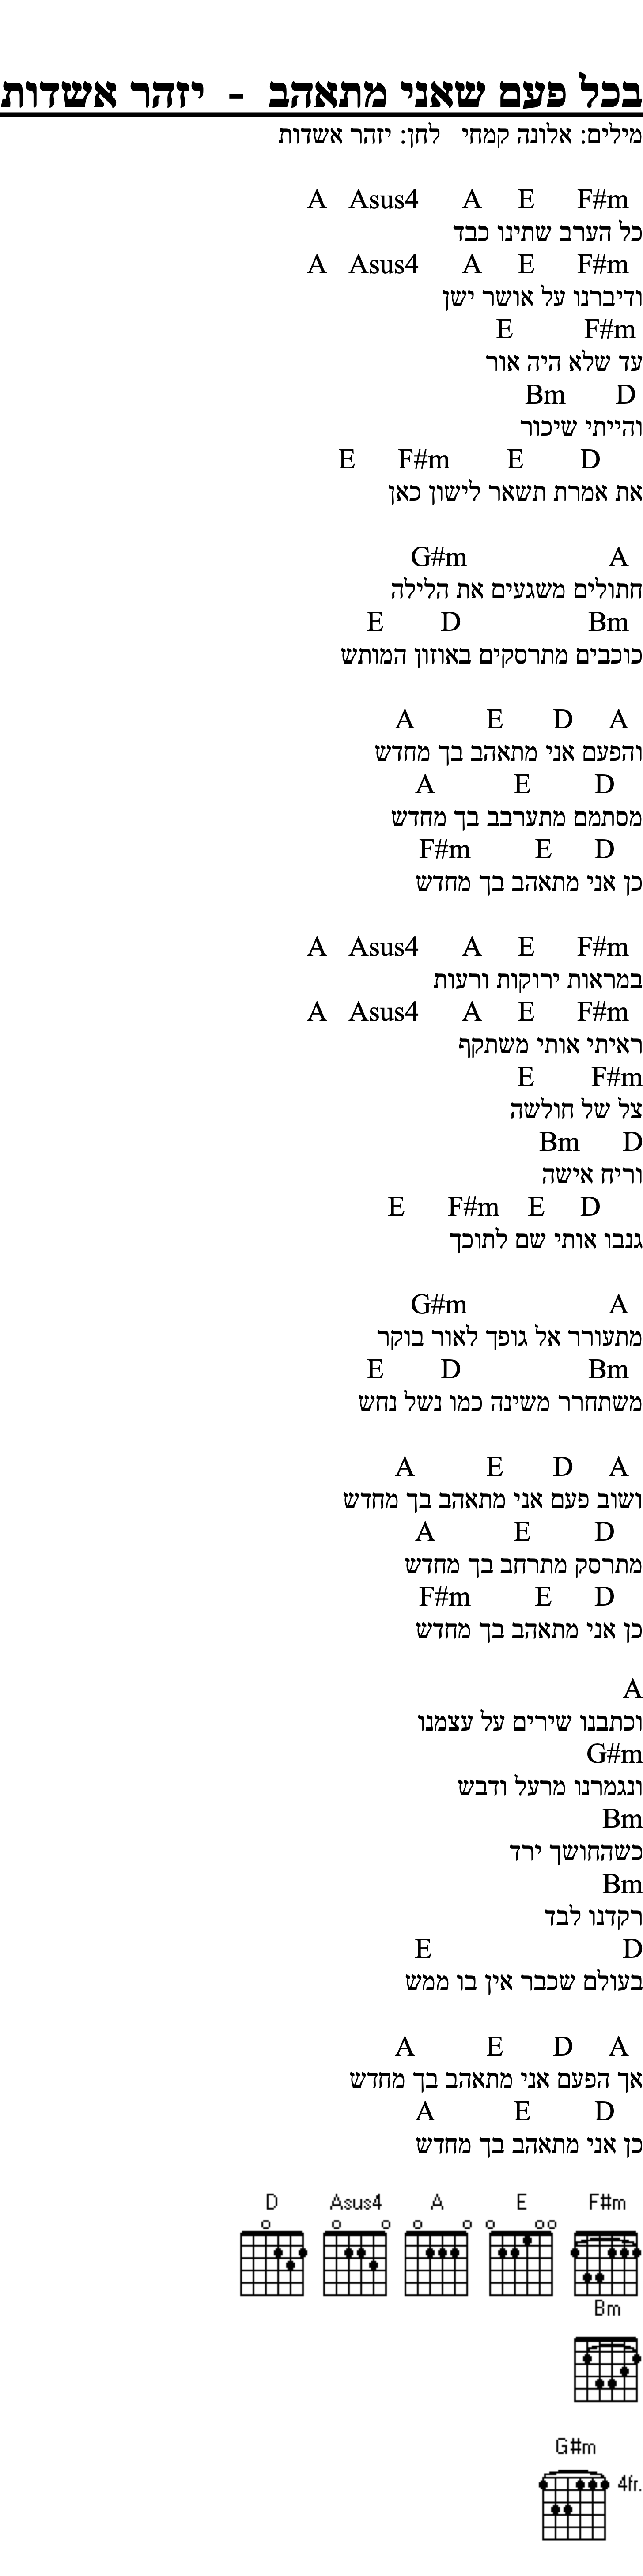 בכל פעם שאני מתאהב - יזהר אשדות
מילים: אלונה קמחי לחן: יזהר אשדות
A Asus4 A E F#m
כל הערב שתינו כבד
A Asus4 A E F#m
ודיברנו על אושר ישן
E F#m
עד שלא היה אור
Bm D
והייתי שיכור
E F#m E D
את אמרת תשאר לישון כאן
G#m A
חתולים משגעים את הלילה
E D Bm
כוכבים מתרסקים באוזון המותש
A E D A
והפעם אני מתאהב בך מחדש
A E D
מסתמם מתערבב בך מחדש
F#m E D
כן אני מתאהב בך מחדש
A Asus4 A E F#m
במראות ירוקות ורעות
A Asus4 A E F#m
ראיתי אותי משתקף
E F#m
צל של חולשה
Bm D
וריח אישה
E F#m E D
גנבו אותי שם לתוכך
G#m A
מתעורר אל גופך לאור בוקר
E D Bm
משתחרר משינה כמו נשל נחש
A E D A
ושוב פעם אני מתאהב בך מחדש
A E D
מתרסק מתרחב בך מחדש
F#m E D
כן אני מתאהב בך מחדש
A
וכתבנו שירים על עצמנו
G#m
ונגמרנו מרעל ודבש
Bm
כשהחושך ירד
Bm
רקדנו לבד
E D
בעולם שכבר אין בו ממש
A E D A
אך הפעם אני מתאהב בך מחדש
A E D
כן אני מתאהב בך מחדש
D Asus4 A E F#m
Bm
G#m
4fr.